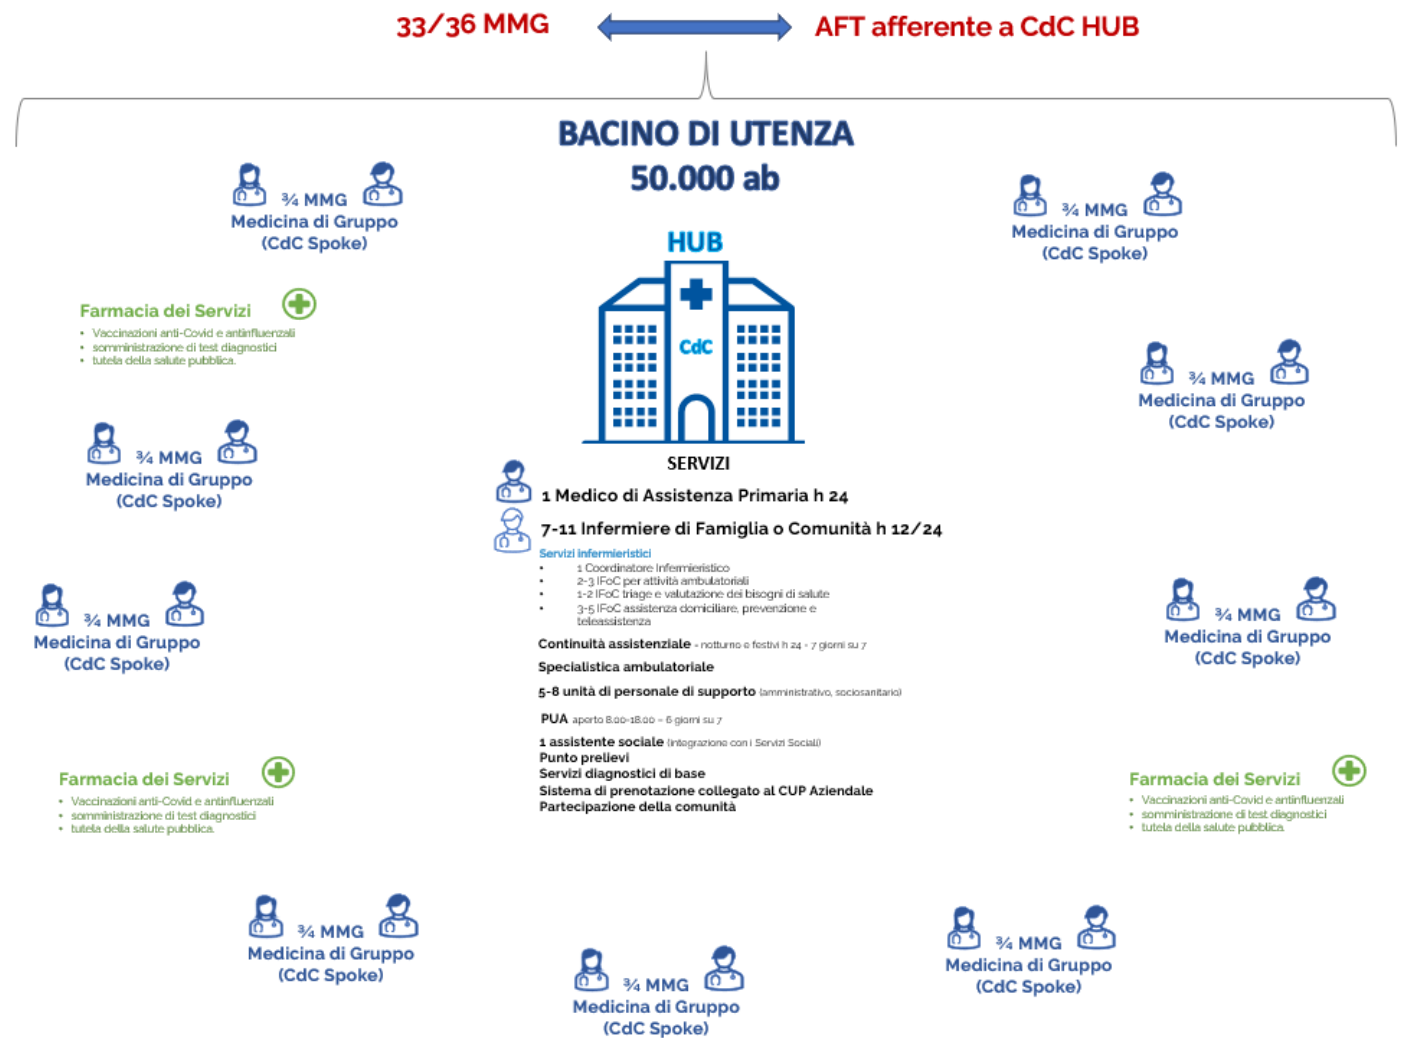 33/36 MMG
AFT afferente a CdC HUB
BACINO DI UTENZA
50.000 ab
¾ MMG
Medicina di Gruppo
(CdC Spoke)
¾ MMG
Medicina di Gruppo
(CdC Spoke)
HUB
CdC
Farmacia dei Servizi
• Vaccinazioni anti-Covid e antinfluenzali
• somministrazione di test diagnostici
• tutela della salute pubblica.
¾ MMG
Medicina di Gruppo
(CdC Spoke)
¾ MMG
Medicina di Gruppo
(CdC Spoke)
SERVIZI
1 Medico di Assistenza Primaria h 24
7-11 Infermiere di Famiglia o Comunità h 12/24
Servizi infermieristici
• 1 Coordinatore Infermieristico
• 2-3 IFoC per attività ambulatoriali
• 1-2 IFoC triage e valutazione dei bisogni di salute
• 3-5 IFoC assistenza domiciliare, prevenzione e
teleassistenza
Continuità assistenziale - notturno e festivi h 24 - 7 giorni su 7
Specialistica ambulatoriale
5-8 unità di personale di supporto (amministrativo, sociosanitario)
PUA aperto 8.00-18.00 – 6 giorni su 7
1 assistente sociale (integrazione con i Servizi Sociali)
Punto prelievi
Servizi diagnostici di base
Sistema di prenotazione collegato al CUP Aziendale
Partecipazione della comunità
¾ MMG
Medicina di Gruppo
(CdC Spoke)
¾ MMG
Medicina di Gruppo
(CdC Spoke)
Farmacia dei Servizi
• Vaccinazioni anti-Covid e antinfluenzali
• somministrazione di test diagnostici
• tutela della salute pubblica.
Farmacia dei Servizi
• Vaccinazioni anti-Covid e antinfluenzali
• somministrazione di test diagnostici
• tutela della salute pubblica.
¾ MMG
Medicina di Gruppo
(CdC Spoke)
¾ MMG
Medicina di Gruppo
(CdC Spoke)
¾ MMG
Medicina di Gruppo
(CdC Spoke)